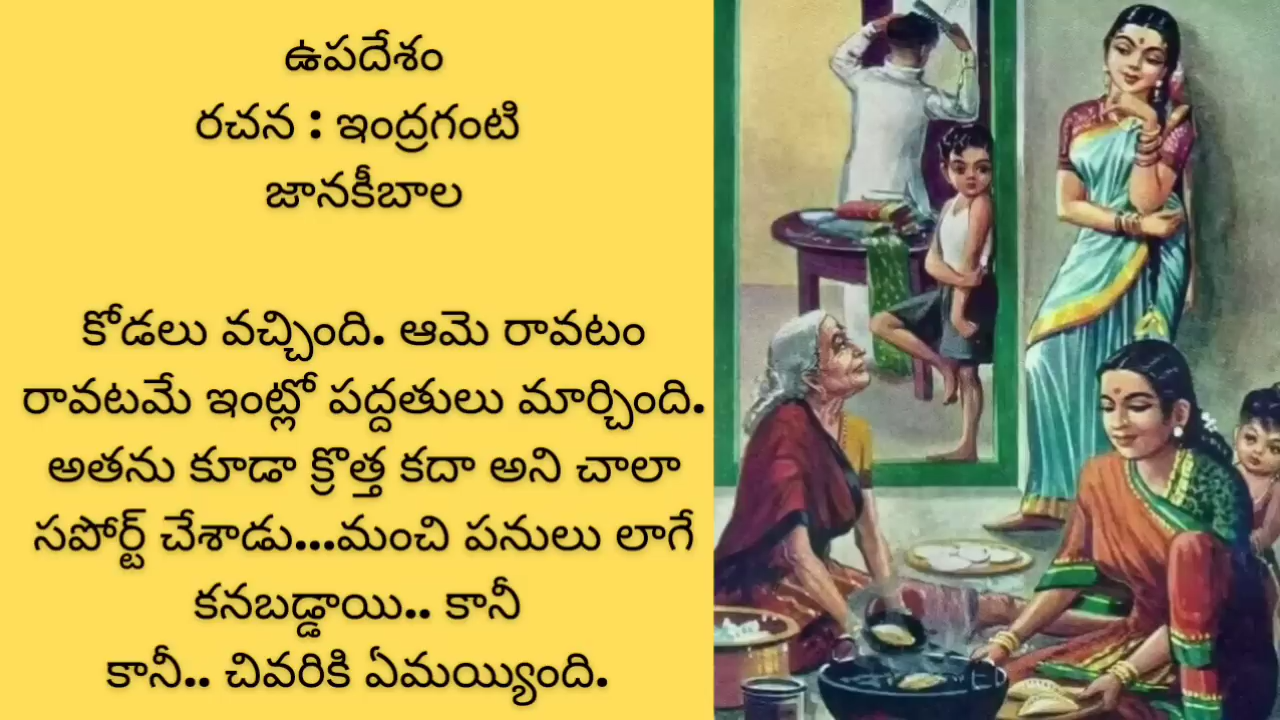 ఉపదేశం
రచన : ఇంద్రగంటి
జానకీబాల
కోడలు వచ్చింది. ఆమె రావటం
రావటమే ఇంట్లో పద్దతులు మార్చింది.
అతను కూడా క్రొత్త కదా అని చాలా
సపోర్ట్ చేశాడు...మంచి పనులు లాగే
కనబడ్డాయి.. కానీ
కానీ.. చివరికి ఏమయ్యింది.